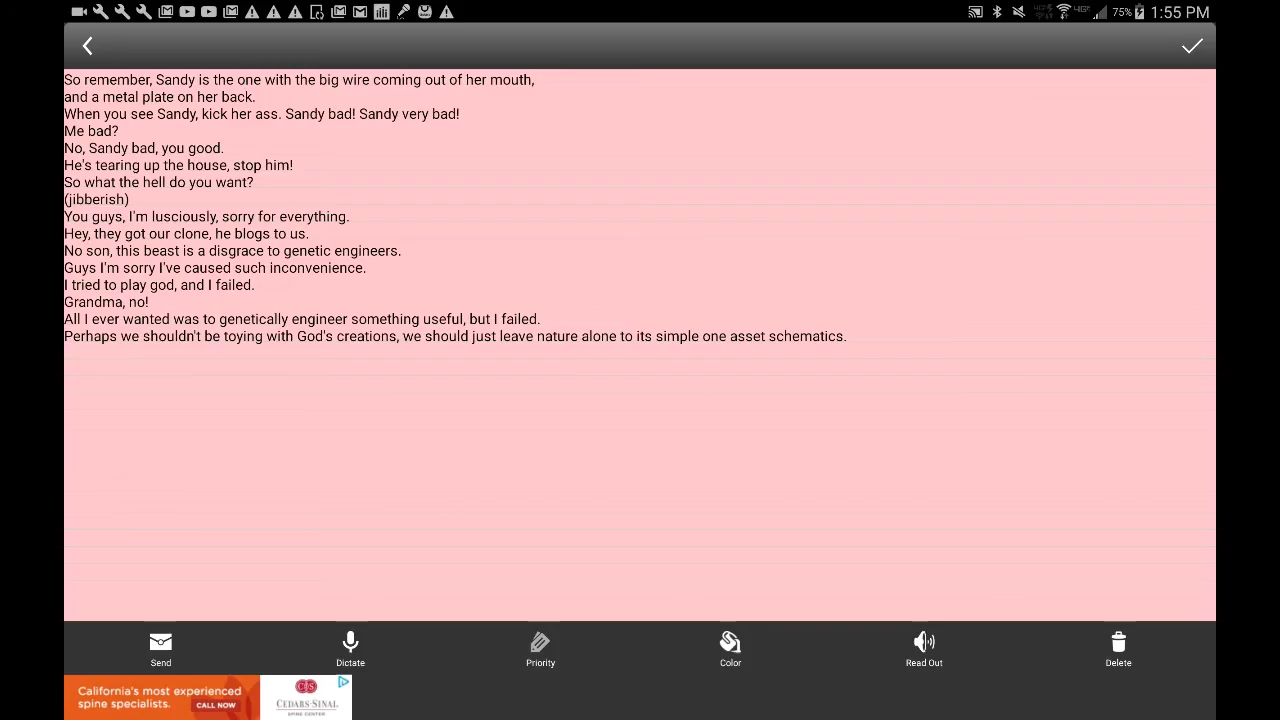 75%
1:55 PM
So remember, Sandy is the one with the big wire coming out of her mouth,
and a metal plate on her back.
When you see Sandy, kick her ass. Sandy bad! Sandy very bad!
Me bad?
No, Sandy bad, you good.
He's tearing up the house, stop him!
So what the hell do you want?
(jibberish)
You guys, I'm lusciously, sorry for everything.
Hey, they got our clone, he blogs to us.
No son, this beast is a disgrace to genetic engineers.
Guys I'm sorry I've caused such inconvenience.
I tried to play god, and I failed.
Grandma, no!
All I ever wanted was to genetically engineer something useful, but I failed.
Perhaps we shouldn't be toying with God's creations, we should just leave nature alone to its simple one asset schematics.
Send
Dictate
Priority
Color
Read Out
Delete
California's most experienced
spine specialists.
CALL NOW
CEDARS-SINAI
SPINE CENTER